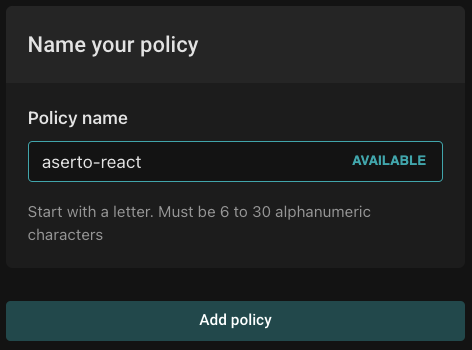 Name your policy
Policy name
aserto-react AVAILABLE
Start with a letter. Must be 6 to 30 alphanumeric
characters
Add policy